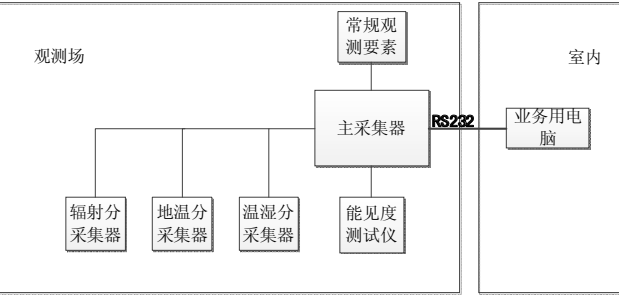 常规观
测要素
观测场
室内
主采集器
RS232
业务用电
脑
辐射分
采集器
地温分
采集器
温湿分
采集器
能见度
测试仪